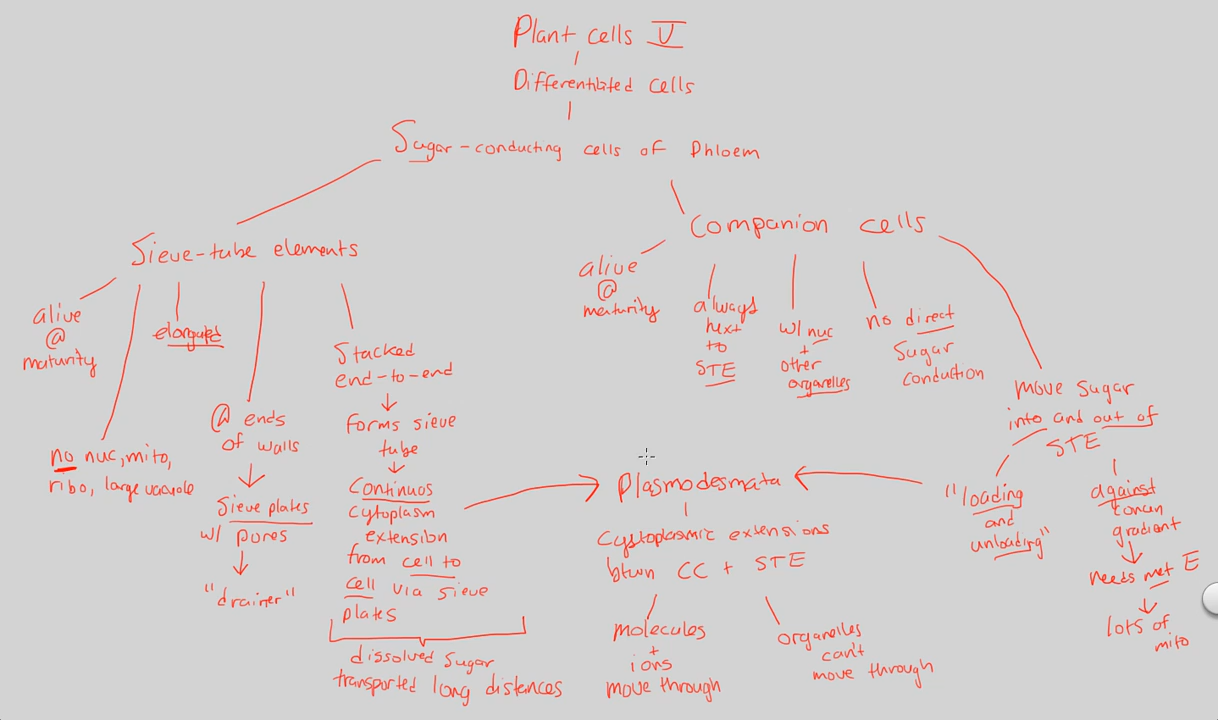 Plant cells V
Differentiated cells
Sugar-conducting cells of Phloem
Sieve-tube elements
alive
@
maturity
no nuc, mito,
ribo, large vacuole
elongated
@ ends
of walls
Sieve plates
w/ pores
"drainer"
Stacked
end-to-end
forms sieve
tube
Continuos
cytoplasm
extension
from cell to
cell via sieve
plates
dissolved sugar
transported long distances
Companion cells
alive
@
maturity
always
next
to
STE
w/ nuc
+
other
organelles
no direct
Sugar
conduction
move sugar
into and out of
STE
"loading
and
unloading"
against
concen
gradient
needs met E
lots of
mito
Plasmodesmata
Cystoplasmic extensions
btwn CC + STE
molecules
+
ions
move through
organelles
can't
move through